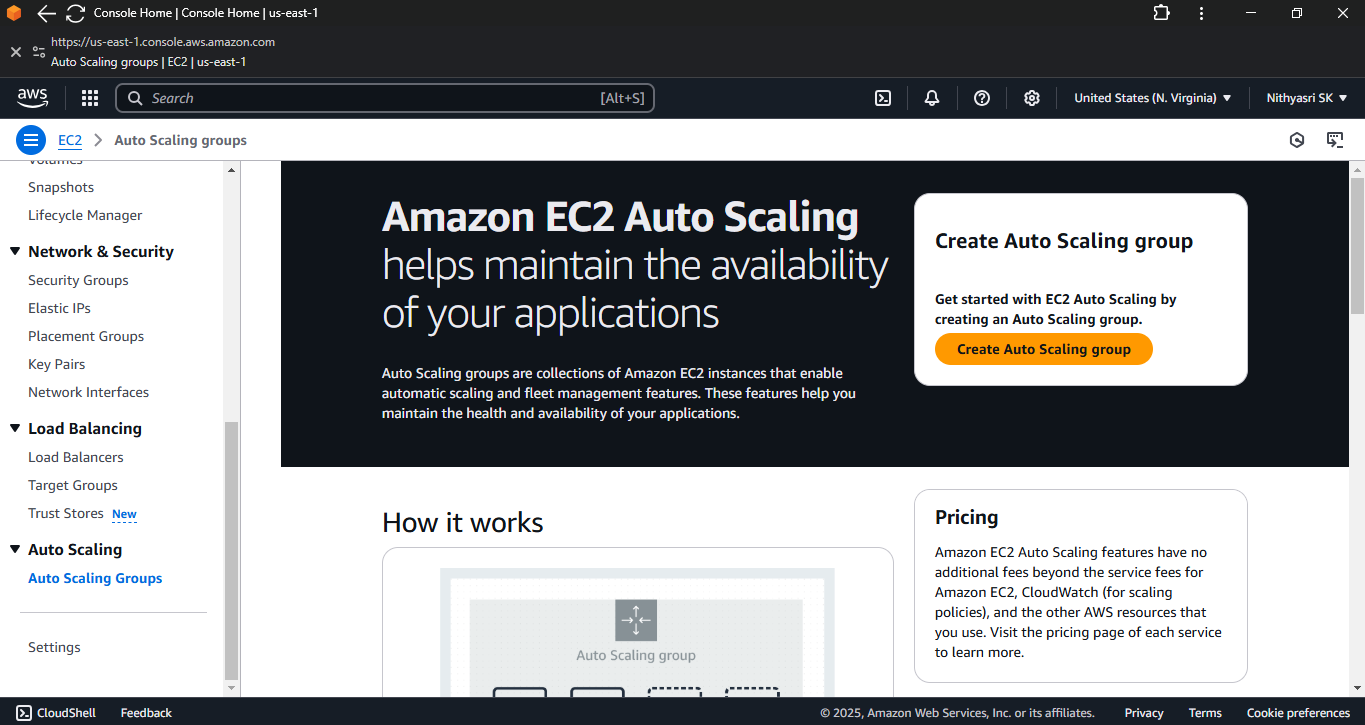 Console Home | Console Home | us-east-1
https://us-east-1.console.aws.amazon.com
Auto Scaling groups | EC2 | us-east-1
aws
Search
[Alt+S]
United States (N. Virginia)
Nithyasri SK
EC2
Auto Scaling groups
Volumes
Snapshots
Lifecycle Manager
Network & Security
Security Groups
Elastic IPs
Placement Groups
Key Pairs
Network Interfaces
Load Balancing
Load Balancers
Target Groups
Trust Stores New
Auto Scaling
Auto Scaling Groups
Settings
Amazon EC2 Auto Scaling
helps maintain the availability
of your applications
Auto Scaling groups are collections of Amazon EC2 instances that enable
automatic scaling and fleet management features. These features help you
maintain the health and availability of your applications.
Create Auto Scaling group
Get started with EC2 Auto Scaling by
creating an Auto Scaling group.
Create Auto Scaling group
How it works
Auto Scaling group
Pricing
Amazon EC2 Auto Scaling features have no
additional fees beyond the service fees for
Amazon EC2, CloudWatch (for scaling
policies), and the other AWS resources that
you use. Visit the pricing page of each service
to learn more.
CloudShell
Feedback
© 2025, Amazon Web Services, Inc. or its affiliates.
Privacy
Terms
Cookie preferences